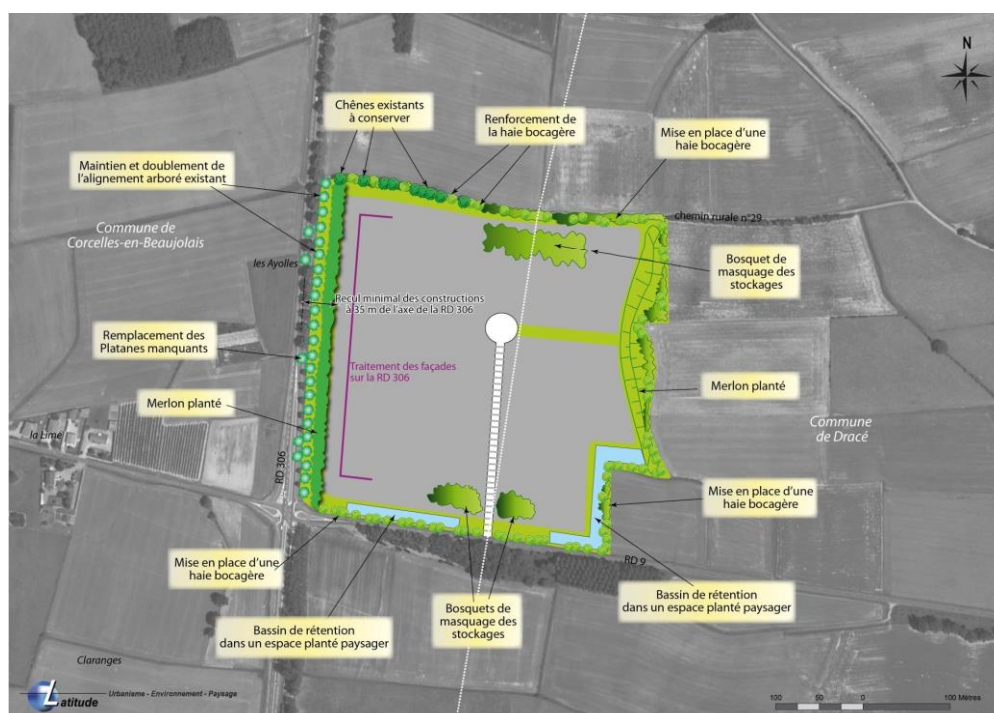 N
Chênes existants
à conserver
Renforcement de
la haie bocagère
Mise en place d'une
haie bocagère
Maintien et doublement de
l'alignement arboré existant
chemin rurale n°29
Commune de
Corcelles-en-Beaujolais
les Ayolles
Bosquet de
masquage des
stockages
Recul minimal des constructions
à 35 m de l'axe de la RD 306
Remplacement des
Platanes manquants
Traitement des façades
sur la RD 306
Merlon planté
Merlon planté
Commune
de Dracé
la Lime
RD 306
Mise en place d'une
haie bocagère
Mise en place d'une
haie bocagère
RD 9
Bassin de rétention
dans un espace planté paysager
Bosquets de
masquage des
stockages
Bassin de rétention
dans un espace planté paysager
Claranges
Latitude
Urbanisme - Environnement - Paysage
100 50 0 100 Mètres